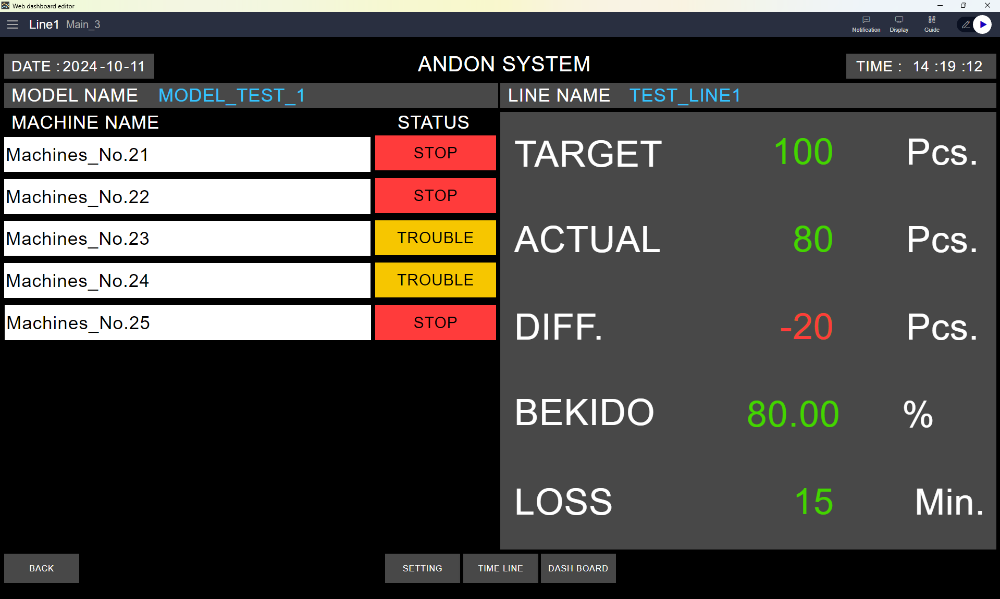 Web dashboard editor
Line1 Main_3
Notification Display Guide
DATE :2024-10-11
ANDON SYSTEM
TIME : 14 :19 :12
MODEL NAME MODEL_TEST_1
LINE NAME TEST_LINE1
MACHINE NAME STATUS
Machines_No.21 STOP
Machines_No.22 STOP
Machines_No.23 TROUBLE
Machines_No.24 TROUBLE
Machines_No.25 STOP
TARGET 100 Pcs.
ACTUAL 80 Pcs.
DIFF. -20 Pcs.
BEKIDO 80.00 %
LOSS 15 Min.
BACK SETTING TIME LINE DASH BOARD